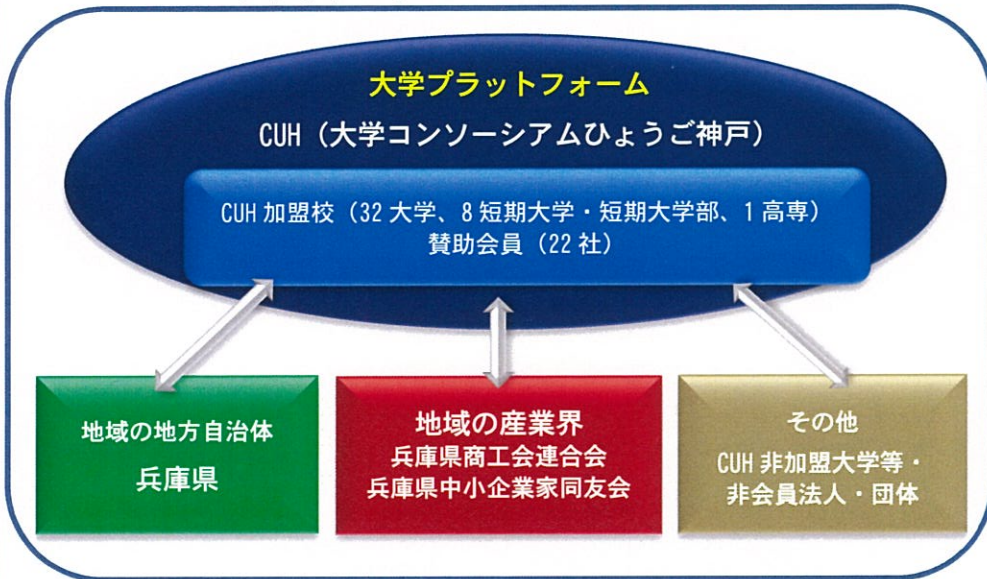 大学プラットフォーム
CUH（大学コンソーシアムひょうご神戸）
CUH 加盟校（32 大学、8 短期大学・短期大学部、1 高専）
賛助会員（22 社）
地域の地方自治体
兵庫県
地域の産業界
兵庫県商工会連合会
兵庫県中小企業家同友会
その他
CUH 非加盟大学等・
非会員法人・団体